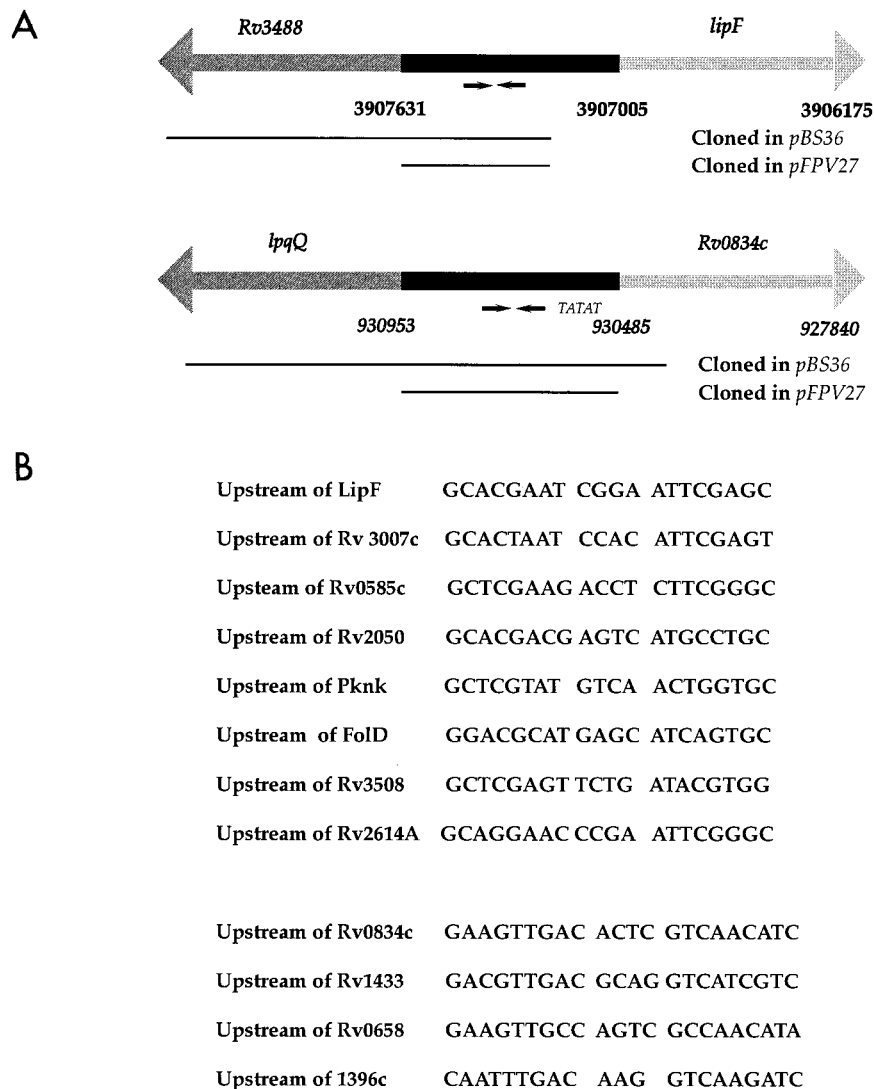 A
Rv3488 lipF
3907631 3907005 3906175
Cloned in pBS36
Cloned in pFPV27
lpqQ Rv0834c
TATAT
930953 930485 927840
Cloned in pBS36
Cloned in pFPV27
B
Upstream of LipF GCACGAAT CGGA ATTCGAGC
Upstream of Rv 3007c GCACTAAT CCAC ATTCGAGT
Upsteam of Rv0585c GCTCGAAG ACCT CTTCGGGC
Upstream of Rv2050 GCACGACG AGTC ATGCCTGC
Upstream of Pknk GCTCGTAT GTCA ACTGGTGC
Upstream of FolD GGACGCAT GAGC ATCAGTGC
Upstream of Rv3508 GCTCGAGT TCTG ATACGTGG
Upstream of Rv2614A GCAGGAAC CCGA ATTCGGGC
Upstream of Rv0834c GAAGTTGAC ACTC GTCAACATC
Upstream of Rv1433 GACGTTGAC GCAG GTCATCGTC
Upstream of Rv0658 GAAGTTGCC AGTC GCCAACATA
Upstream of 1396c CAATTTGAC AAG GTCAAGATC